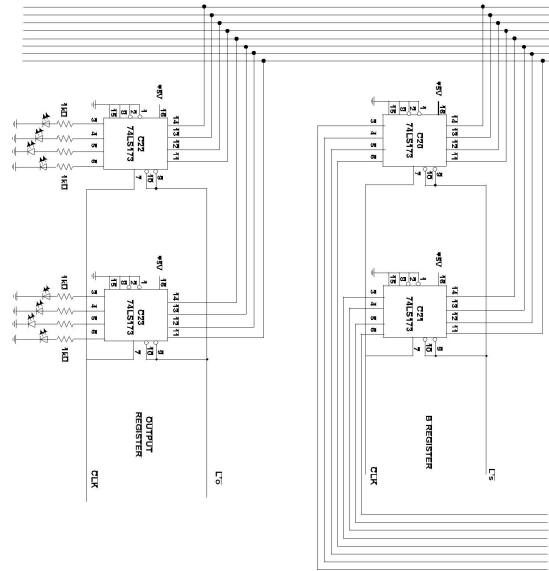 +5V
16
15 8 2 1
14
13
12
11
1kΩ
3
4
5
6
C22
74LS173
7 10 9
1kΩ
+5V
16
15 8 2 1
14
13
12
11
1kΩ
3
4
5
6
C23
74LS173
7 10 9
1kΩ
OUTPUT
REGISTER
CLK
+5V
16
15 8 2 1
14
13
12
11
3
4
5
6
C20
74LS173
7 10 9
+5V
16
15 8 2 1
14
13
12
11
3
4
5
6
C21
74LS173
7 10 9
B REGISTER
CLK